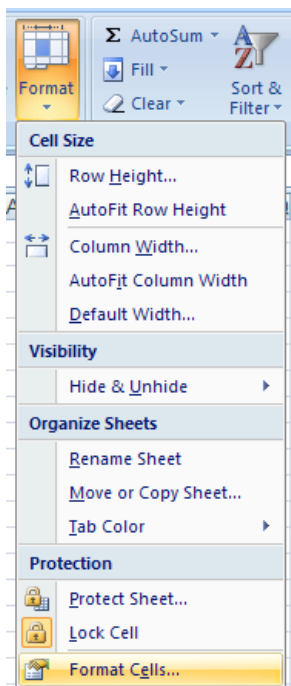 Σ AutoSum
Fill
Clear
Format
Sort &
Filter
Cell Size
Row Height...
AutoFit Row Height
Column Width...
AutoFit Column Width
Default Width...
Visibility
Hide & Unhide
Organize Sheets
Rename Sheet
Move or Copy Sheet...
Tab Color
Protection
Protect Sheet...
Lock Cell
Format Cells...